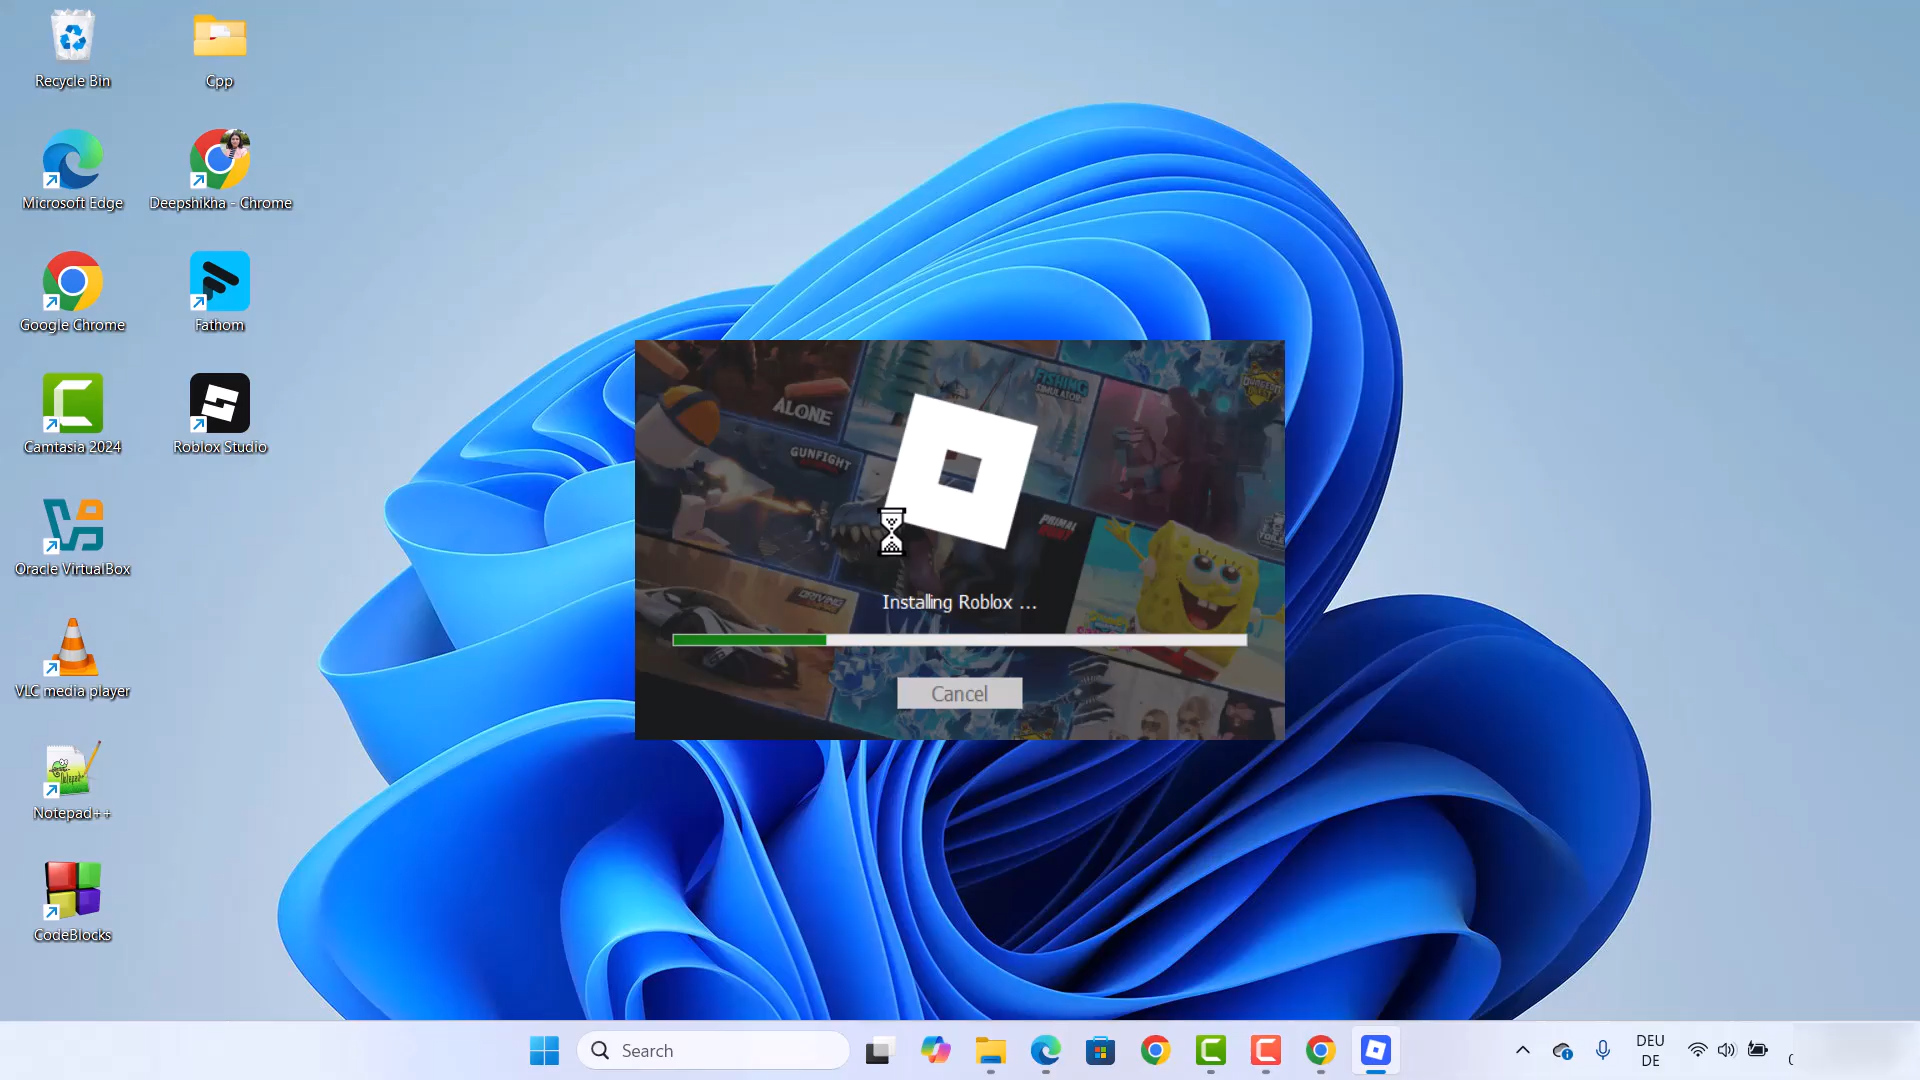 Recycle Bin
Cpp
Microsoft Edge
Deepshikha - Chrome
Google Chrome
Fathom
Camtasia 2024
Roblox Studio
Oracle VirtualBox
VLC media player
Notepad++
CodeBlocks
ALONE
FISHING
SIMULATOR
GUNFIGHT
PRIMAL
DRIVING
Installing Roblox ...
Cancel
Search
DEU
DE